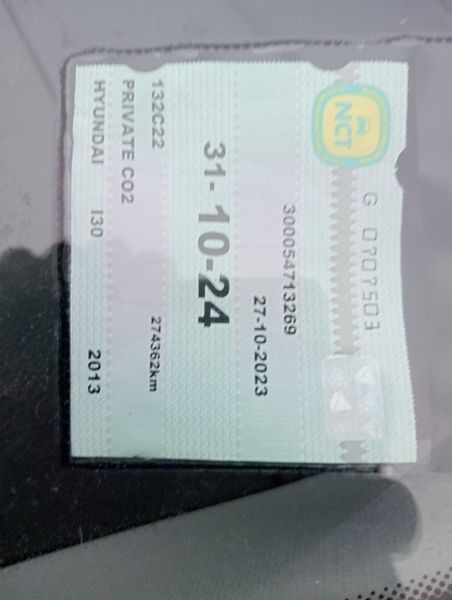 NCT
G 0707503
300054713269
27-10-2023
31-10-24
132C22 274362km
PRIVATE CO2
HYUNDAI I30 2013